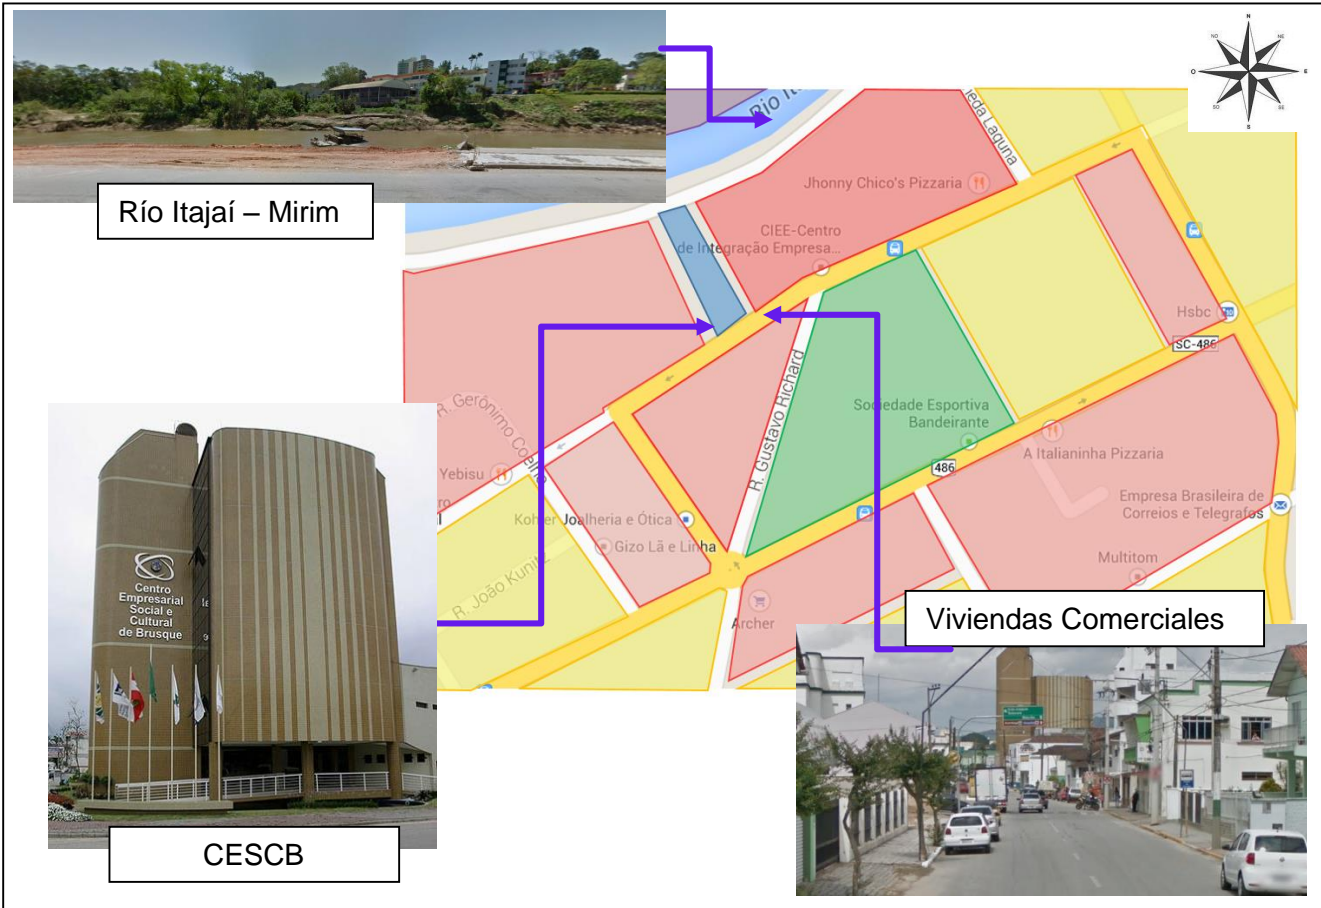 N
NO
NE
O
E
SO
SE
S
Río Itajaí – Mirim
Rio Ita
eda Laguna
Jhonny Chico's Pizzaria
CIEE-Centro
de Integração Empresa...
Hsbc
SC-486
R. Gerônimo Coelho
R. Gustavo Richard
Sociedade Esportiva
Bandeirante
A Italianinha Pizzaria
486
Yebisu
Empresa Brasileira de
Correios e Telegrafos
Kohler Joalheria e Ótica
Gizo Lã e Linha
Multitom
R. João Kunitz
Archer
Centro
Empresarial
Social e
Cultural
de Brusque
Viviendas Comerciales
CESCB